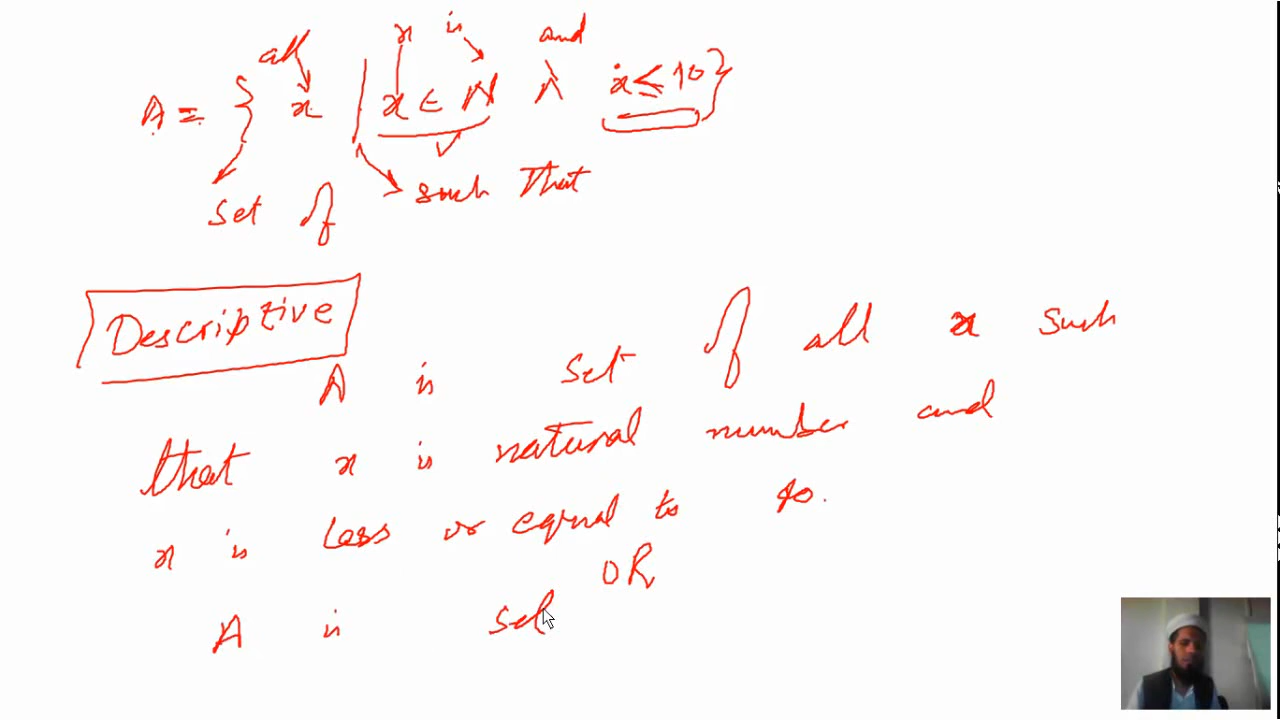 all x is and
A = } x | x ∈ N ∧ x ≤ 10 }
set of such that
Descriptive
A is set of all x such
that x is natural number and
x is less or equal to 10.
OR
A is set